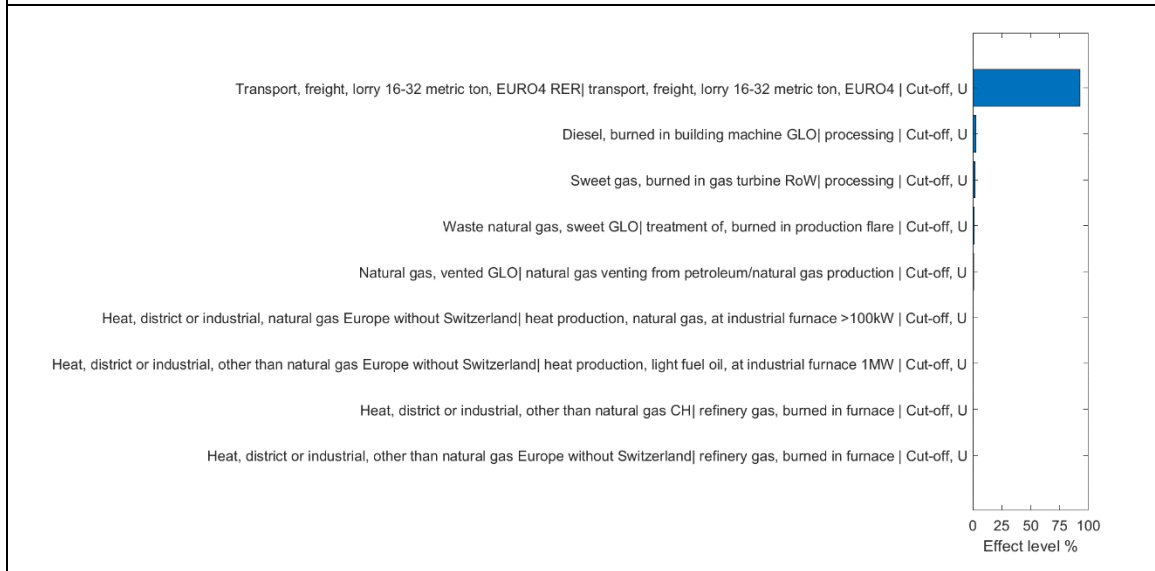 Transport, freight, lorry 16-32 metric ton, EURO4 RER| transport, freight, lorry 16-32 metric ton, EURO4 | Cut-off, U
Diesel, burned in building machine GLO| processing | Cut-off, U
Sweet gas, burned in gas turbine RoW| processing | Cut-off, U
Waste natural gas, sweet GLO| treatment of, burned in production flare | Cut-off, U
Natural gas, vented GLO| natural gas venting from petroleum/natural gas production | Cut-off, U
Heat, district or industrial, natural gas Europe without Switzerland| heat production, natural gas, at industrial furnace >100kW | Cut-off, U
Heat, district or industrial, other than natural gas Europe without Switzerland| heat production, light fuel oil, at industrial furnace 1MW | Cut-off, U
Heat, district or industrial, other than natural gas CH| refinery gas, burned in furnace | Cut-off, U
Heat, district or industrial, other than natural gas Europe without Switzerland| refinery gas, burned in furnace | Cut-off, U
0 25 50 75 100
Effect level %